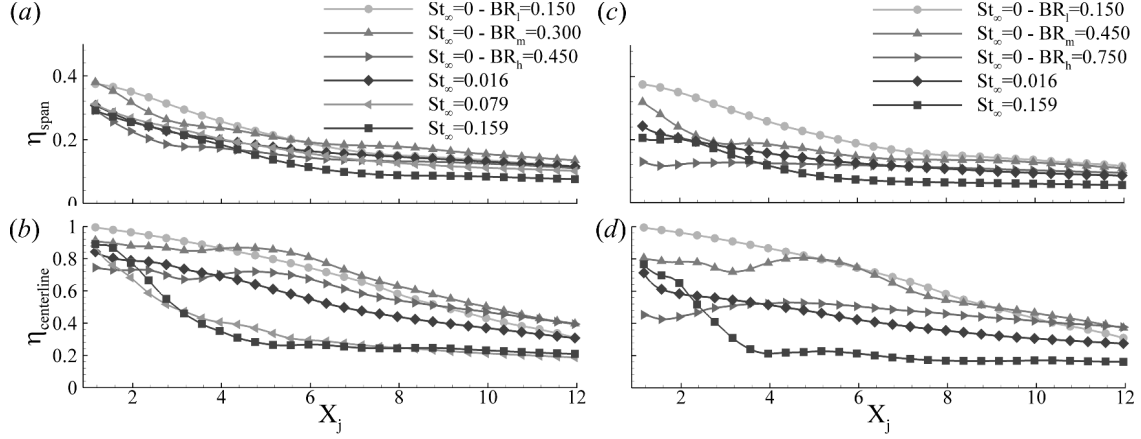 (a)
St∞=0 - BRl=0.150
St∞=0 - BRm=0.300
St∞=0 - BRh=0.450
St∞=0.016
St∞=0.079
St∞=0.159
ηspan
0.4
0.2
0
(c)
St∞=0 - BRl=0.150
St∞=0 - BRm=0.450
St∞=0 - BRh=0.750
St∞=0.016
St∞=0.159
(b)
ηcenterline
1
0.8
0.6
0.4
0.2
0
2 4 6 8 10 12
Xj
(d)
2 4 6 8 10 12
Xj